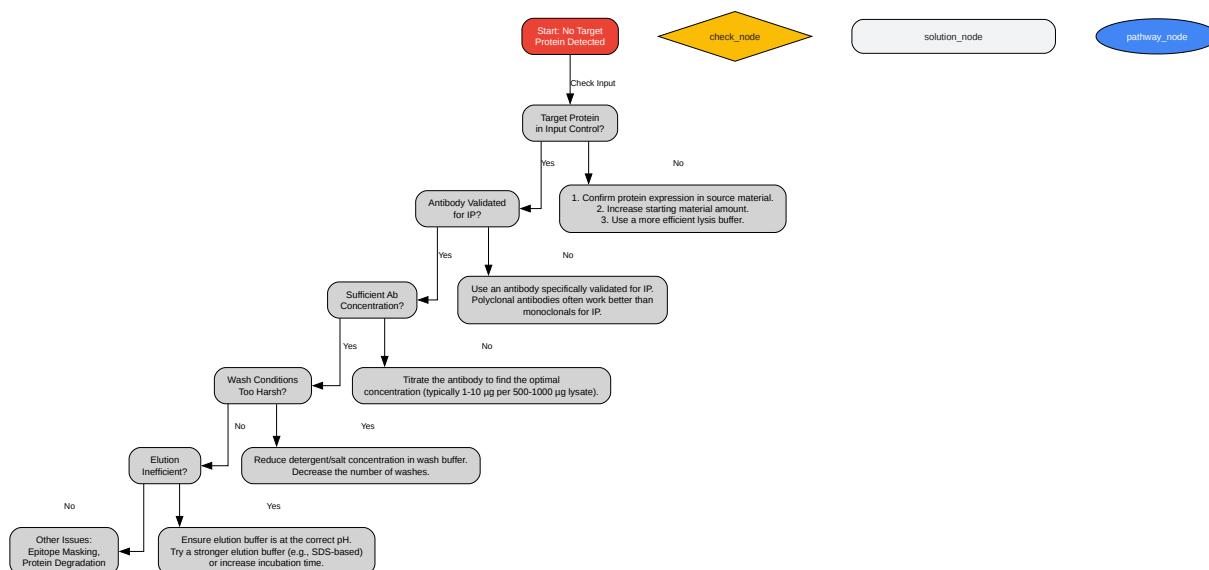 Start: No Target
Protein Detected
check_node
solution_node
pathway_node
Check Input
Target Protein
in Input Control?
Yes
No
1. Confirm protein expression in source material.
2. Increase starting material amount.
3. Use a more efficient lysis buffer.
Antibody Validated
for IP?
Yes
No
Use an antibody specifically validated for IP.
Polyclonal antibodies often work better than
monoclonals for IP.
Sufficient Ab
Concentration?
Yes
No
Titrate the antibody to find the optimal
concentration (typically 1-10 µg per 500-1000 µg lysate).
Wash Conditions
Too Harsh?
No
Yes
Reduce detergent/salt concentration in wash buffer.
Decrease the number of washes.
Elution
Inefficient?
No
Yes
Other Issues:
Epitope Masking,
Protein Degradation
Ensure elution buffer is at the correct pH.
Try a stronger elution buffer (e.g., SDS-based)
or increase incubation time.